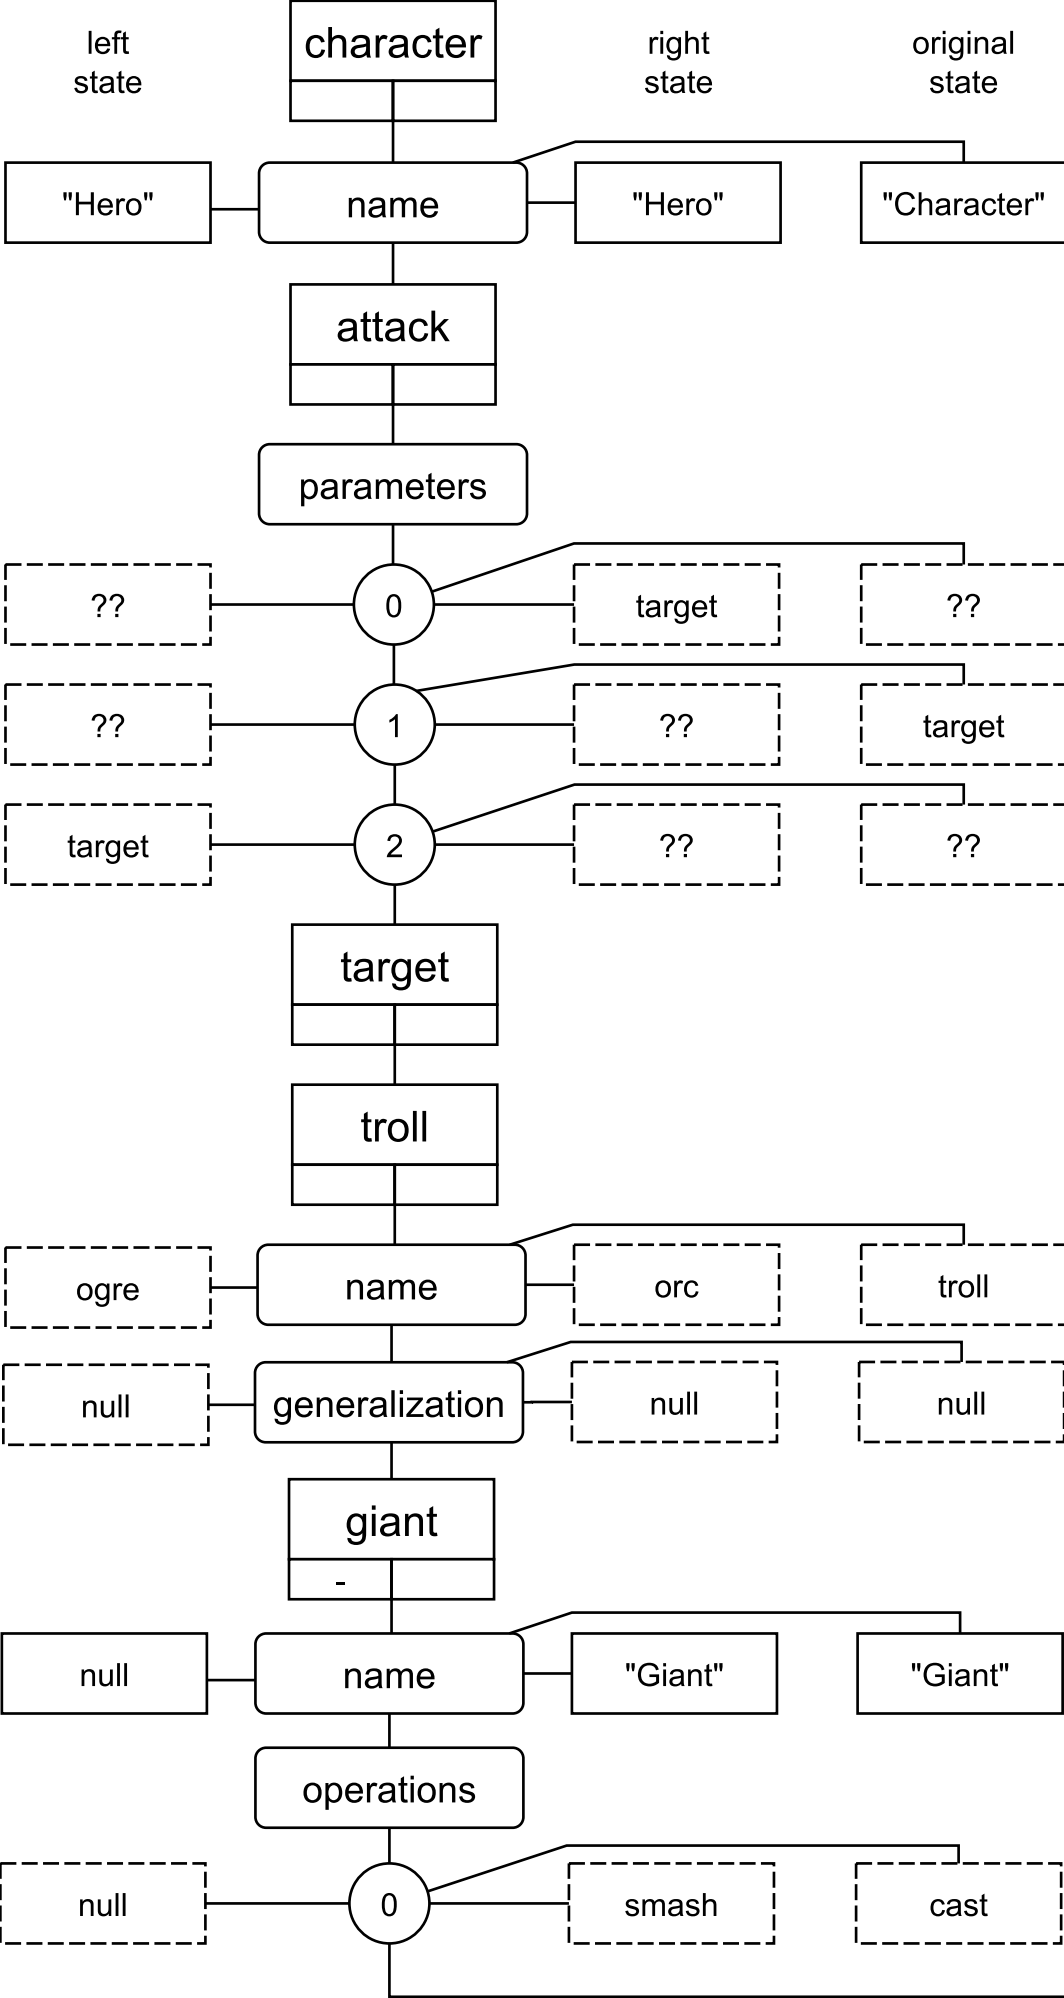 left
state
character
right
state
original
state
"Hero"
name
"Hero"
"Character"
attack
parameters
??
0
target
??
??
1
??
target
target
2
??
??
target
troll
ogre
name
orc
troll
null
generalization
null
null
giant
-
null
name
"Giant"
"Giant"
operations
null
0
smash
cast